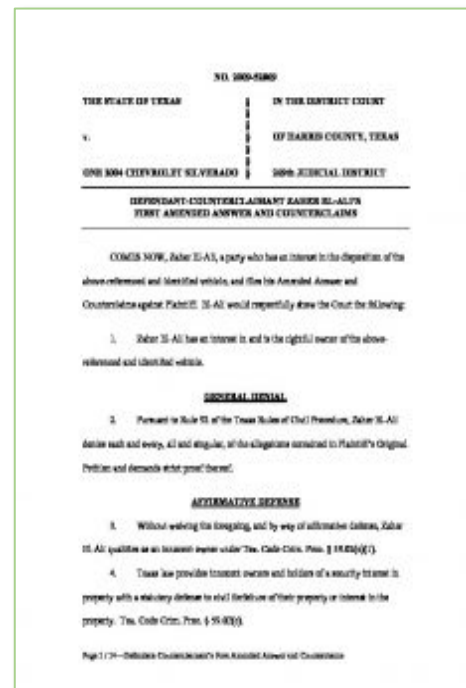 THE STATE OF TEXAS
v.
ONE 2004 CHEVROLET SILVERADO
IN THE DISTRICT COURT
OF HARRIS COUNTY, TEXAS
JUDICIAL DISTRICT
DEFENDANT-COUNTERCLAIMANT ZAHER EL-ALI'S
FIRST AMENDED ANSWER AND COUNTERCLAIMS
COMES NOW, Zaher El-Ali, a party who has an interest in the disposition of the
above-referenced and identified vehicle, and files his Amended Answer and
Counterclaims against Plaintiff. El-Ali would respectfully show the Court the following:
1. Zaher El-Ali has an interest in and is the rightful owner of the above-
referenced and identified vehicle.
GENERAL DENIAL
2. Pursuant to Rule 92 of the Texas Rules of Civil Procedure, Zaher El-Ali
denies each and every, all and singular, of the allegations contained in Plaintiff's Original
Petition and demands strict proof thereof.
AFFIRMATIVE DEFENSE
3. Without waiving the foregoing, and by way of affirmative defense, Zaher
El-Ali qualifies as an innocent owner under Tex. Code Crim. Proc. §
4. Texas law provides innocent owners and holders of a security interest in
property with a statutory defense to civil forfeiture of their property or interest in the
property. Tex. Code Crim. Proc. §
Defendant-Counterclaimant's First Amended Answer and Counterclaims